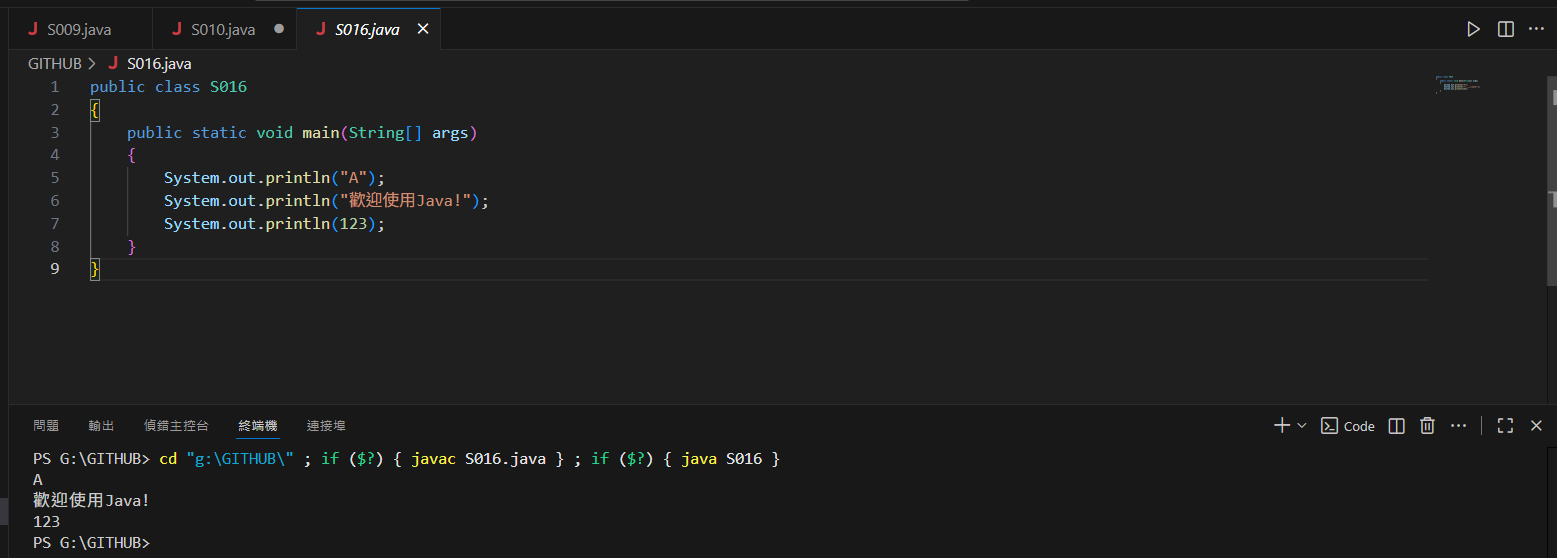 J S009.java J S010.java ● J S016.java ×
GITHUB > J S016.java
1 public class S016
2 {
3 public static void main(String[] args)
4 {
5 System.out.println("A");
6 System.out.println("歡迎使用Java!");
7 System.out.println(123);
8 }
9 }
問題 輸出 偵錯主控台 終端機 連接埠 Code
PS G:\GITHUB> cd "g:\GITHUB\" ; if ($?) { javac S016.java } ; if ($?) { java S016 }
A
歡迎使用Java!
123
PS G:\GITHUB>